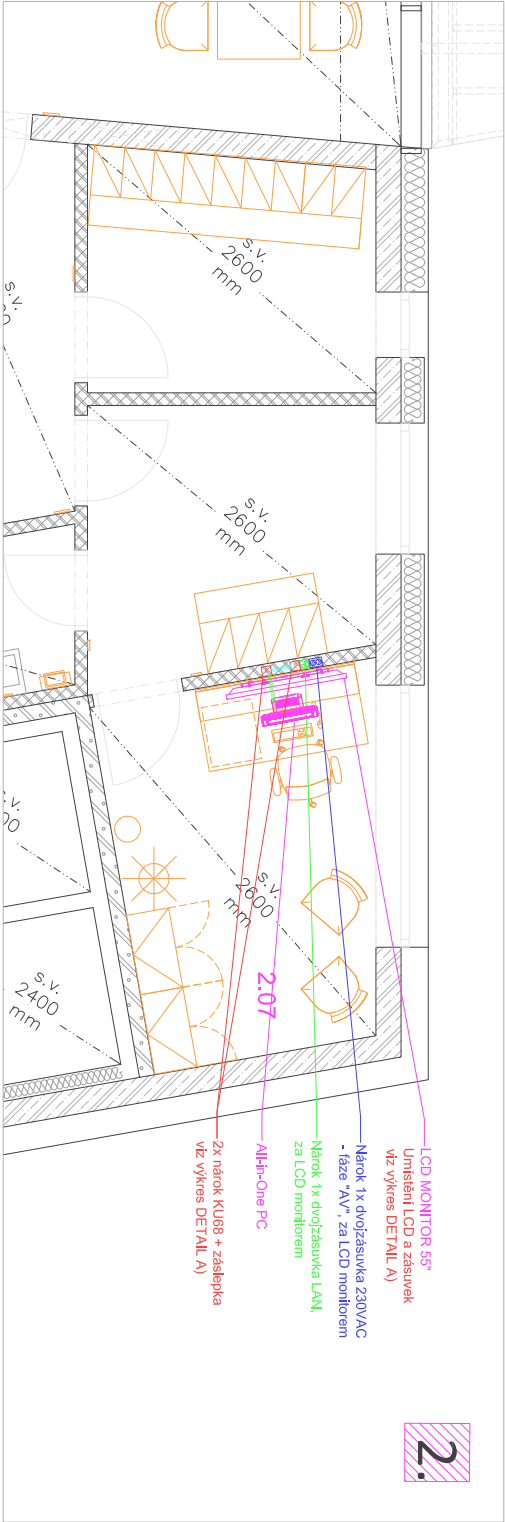 2.
LCD MONITOR 55"
Umístění LCD a zásuvek
viz výkres DETAIL A)
Nárok 1x dvojzásuvka 230VAC
- fáze "AV", za LCD monitorem
Nárok 1x dvojzásuvka LAN,
za LCD monitorem
All-in-One PC
2x nárok KU68 + záslepka
viz výkres DETAIL A)
2.07
s.v.
2600
mm
s.v.
2600
mm
s.v.
2600
mm
s.v.
2400
mm
s.v.